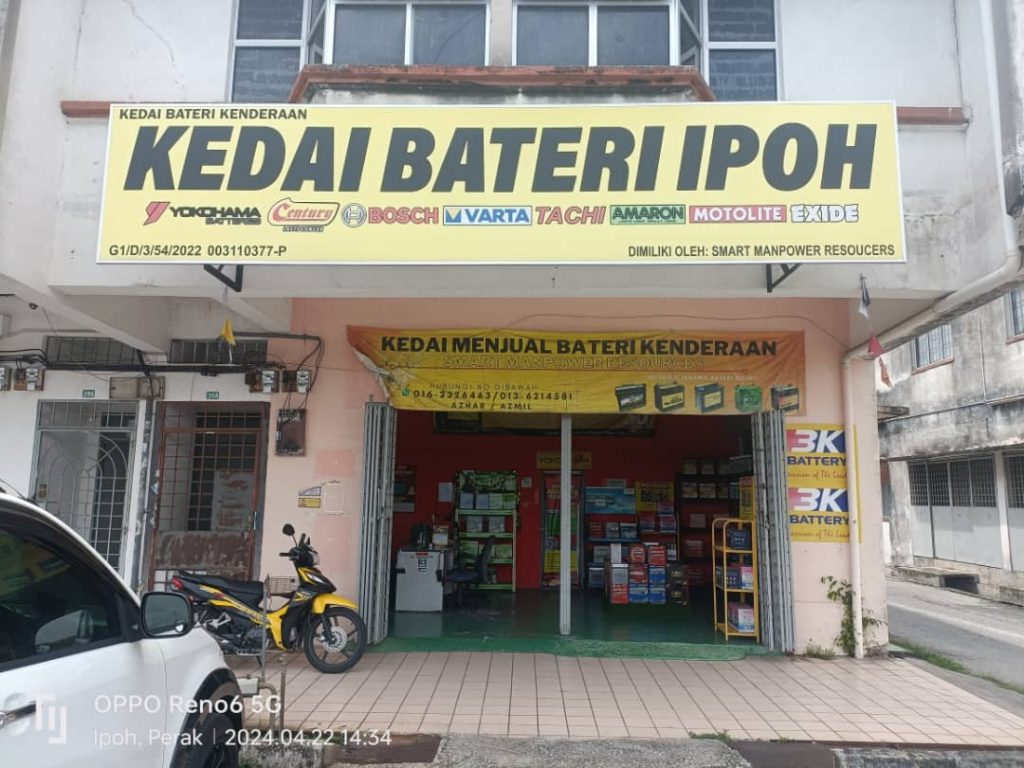 KEDAI BATERI KENDERAAN
KEDAI BATERI IPOH
YOKOHAMA BATTERIES Century BOSCH VARTA TACHI AMARON MOTOLITE EXIDE
G1/D/3/54/2022 003110377-P DIMILIKI OLEH: SMART MANPOWER RESOUCERS
KEDAI MENJUAL BATERI KENDERAAN
SMART MANPOWER RESOURCES
HUBUNGI NO DIBAWAH
016-2326463/013-6214581
AZHAR / AZMIL
3K
BATTERY
3K
BATTERY
OPPO Reno6 5G
Ipoh, Perak | 2024.04.22 14:34